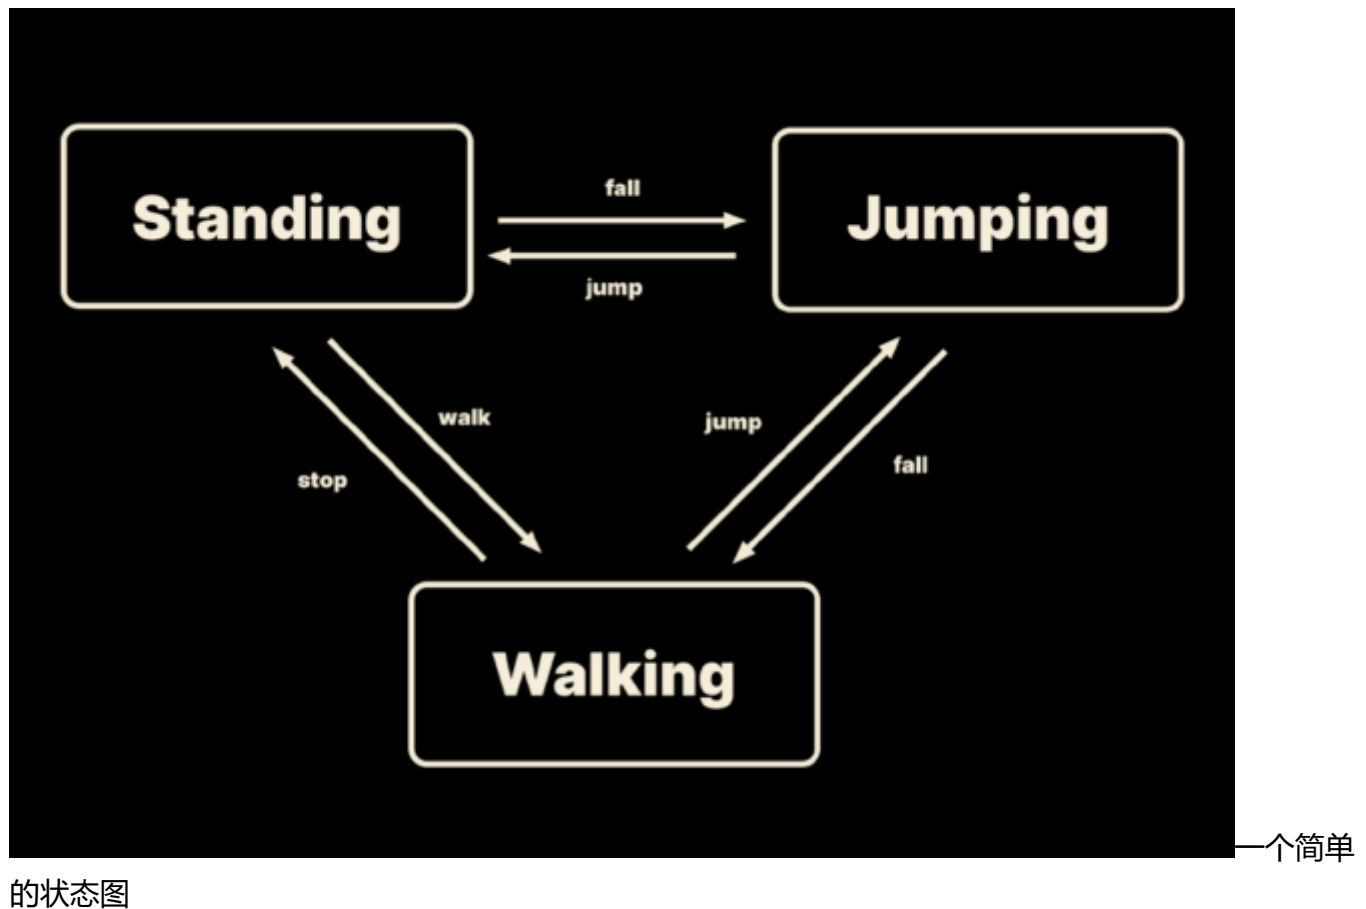 fall
Standing
Jumping
jump
walk
jump
fall
stop
Walking
一个简单
的状态图